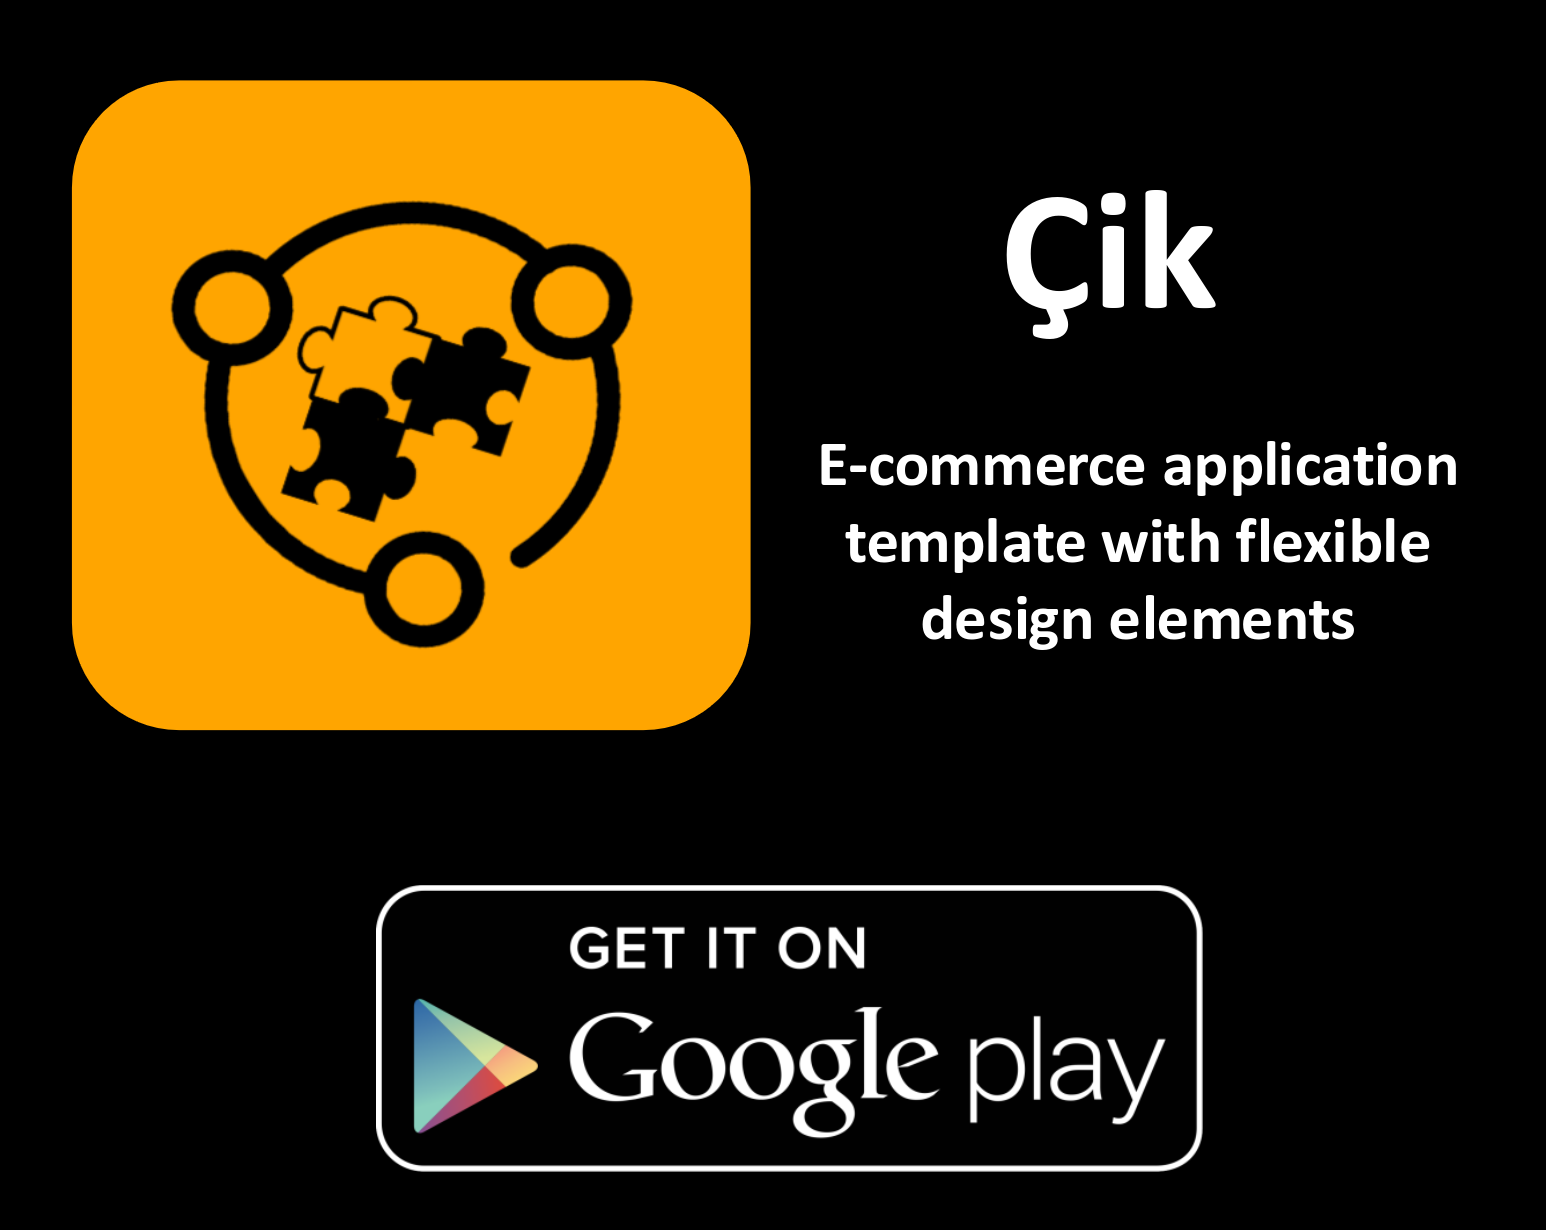 Çik
E-commerce application
template with flexible
design elements
GET IT ON
Google play